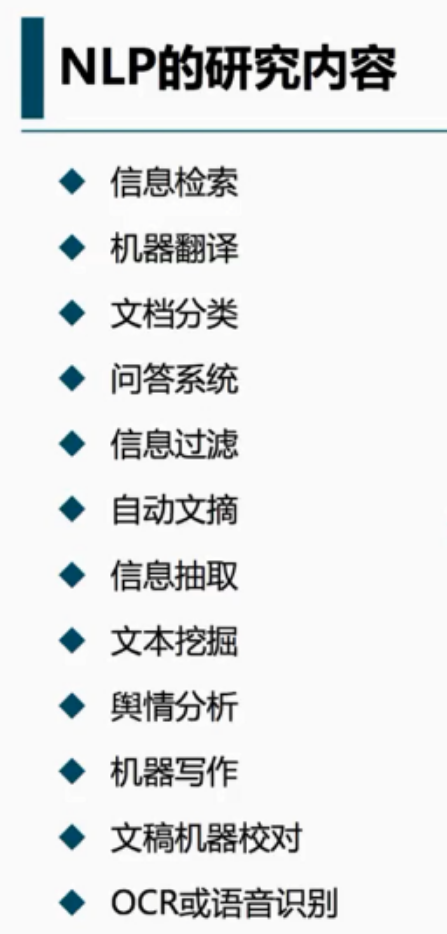 NLP的研究内容
信息检索
机器翻译
文档分类
问答系统
信息过滤
自动文摘
信息抽取
文本挖掘
舆情分析
机器写作
文稿机器校对
OCR或语音识别